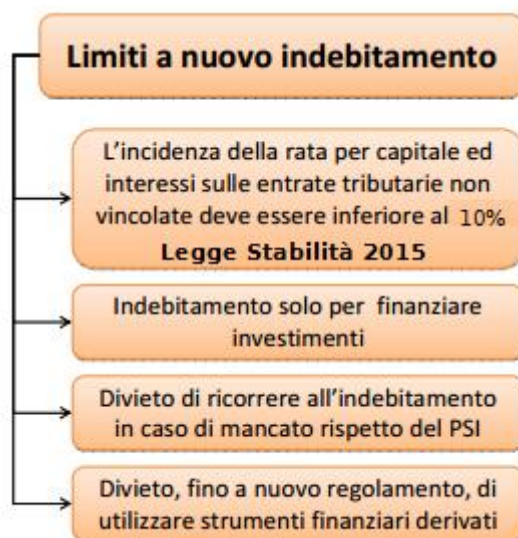 Limiti a nuovo indebitamento
L'incidenza della rata per capitale ed
interessi sulle entrate tributarie non
vincolate deve essere inferiore al 10%
Legge Stabilità 2015
Indebitamento solo per finanziare
investimenti
Divieto di ricorrere all'indebitamento
in caso di mancato rispetto del PSI
Divieto, fino a nuovo regolamento, di
utilizzare strumenti finanziari derivati